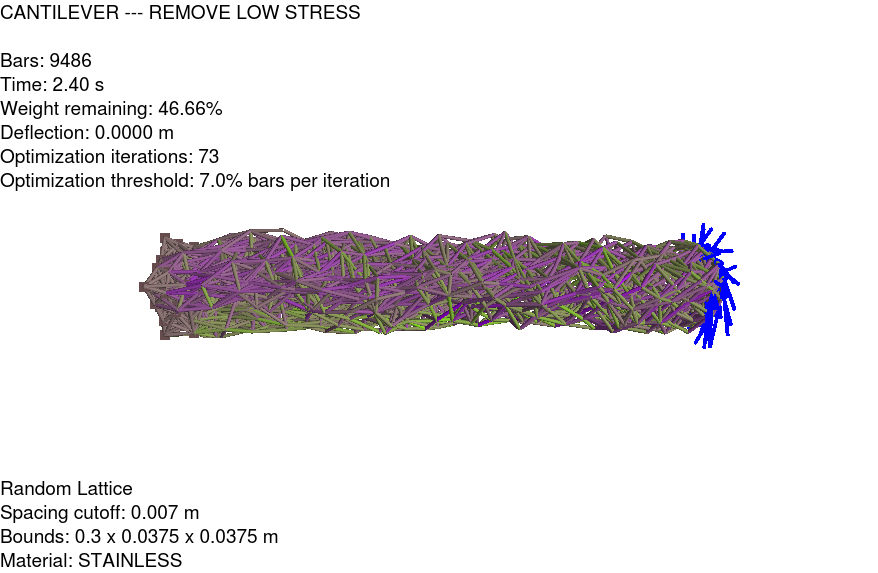 CANTILEVER --- REMOVE LOW STRESS
Bars: 9486
Time: 2.40 s
Weight remaining: 46.66%
Deflection: 0.0000 m
Optimization iterations: 73
Optimization threshold: 7.0% bars per iteration
Random Lattice
Spacing cutoff: 0.007 m
Bounds: 0.3 x 0.0375 x 0.0375 m
Material: STAINLESS